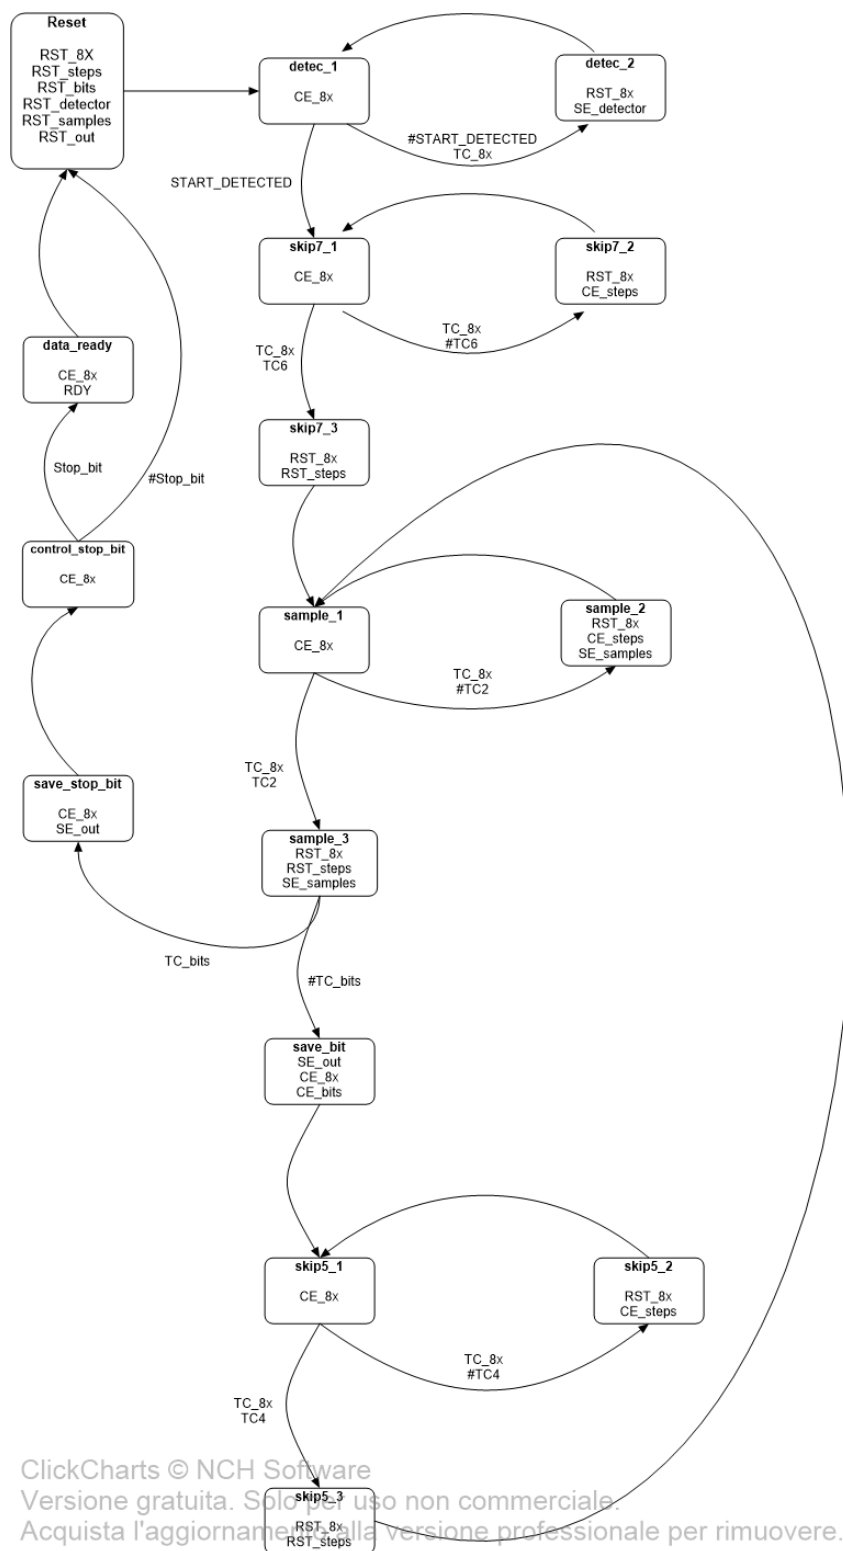 Reset
RST_8X
RST_steps
RST_bits
RST_detector
RST_samples
RST_out
detec_1
CE_8x
detec_2
RST_8x
SE_detector
#START_DETECTED
TC_8x
START_DETECTED
skip7_1
CE_8x
skip7_2
RST_8x
CE_steps
TC_8x
#TC6
TC_8x
TC6
data_ready
CE_8x
RDY
skip7_3
RST_8x
RST_steps
Stop_bit
#Stop_bit
control_stop_bit
CE_8x
sample_1
CE_8x
sample_2
RST_8x
CE_steps
SE_samples
TC_8x
#TC2
TC_8x
TC2
save_stop_bit
CE_8x
SE_out
sample_3
RST_8x
RST_steps
SE_samples
TC_bits
#TC_bits
save_bit
SE_out
CE_8x
CE_bits
skip5_1
CE_8x
skip5_2
RST_8x
CE_steps
TC_8x
#TC4
TC_8x
TC4
skip5_3
RST_8x
RST_steps
ClickCharts © NCH Software
Versione gratuita. Solo per uso non commerciale.
Acquista l'aggiornamento alla versione professionale per rimuovere.